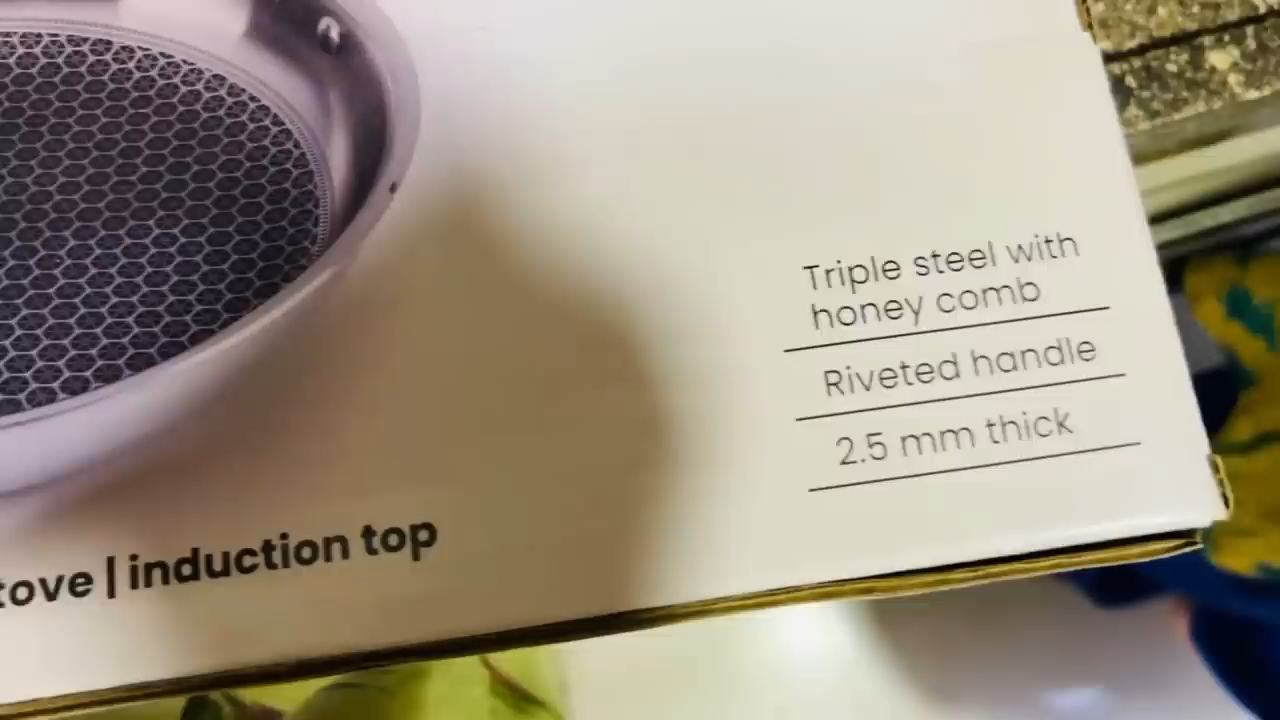 Triple steel with
honey comb
Riveted handle
2.5 mm thick
tove | induction top